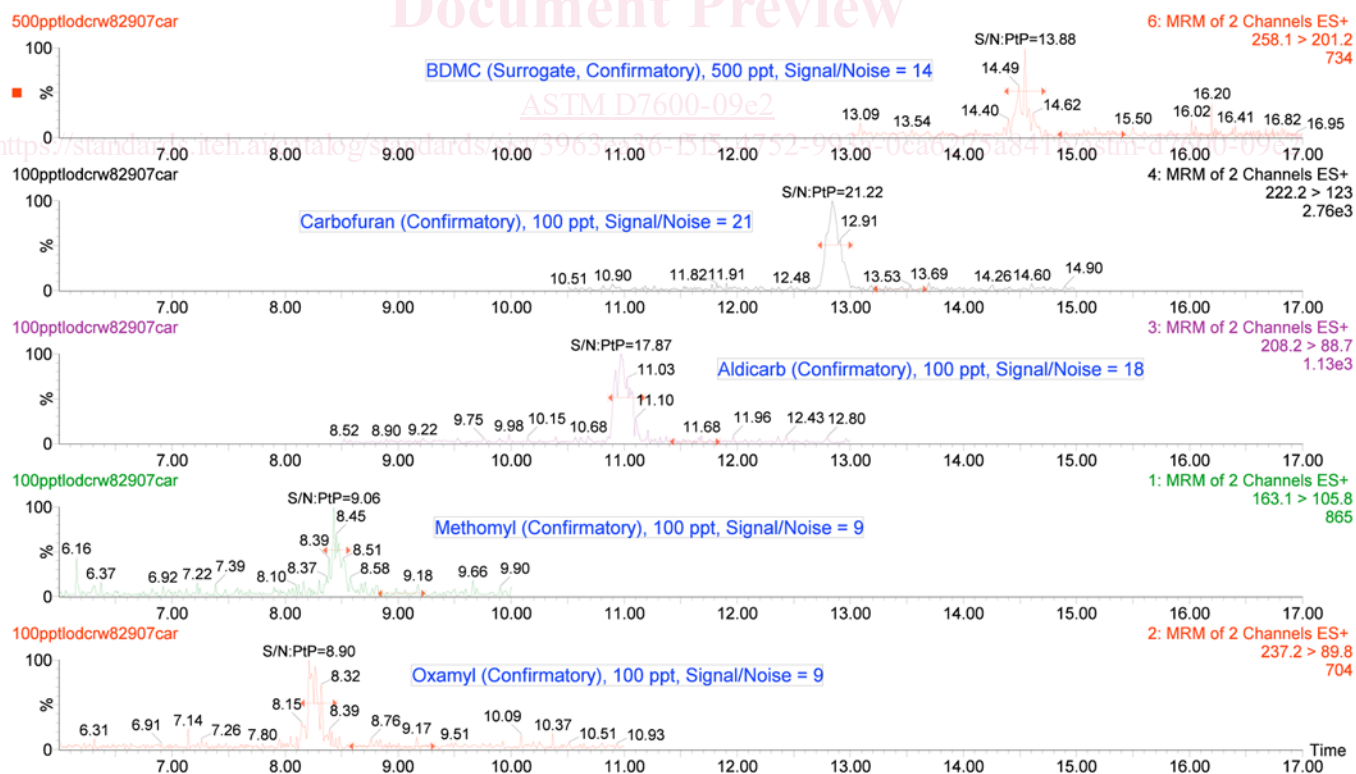 Document Preview
500pptlodcrw82907car
6: MRM of 2 Channels ES+
258.1 > 201.2
734
100
%
0
S/N:PtP=13.88
BDMC (Surrogate, Confirmatory), 500 ppt, Signal/Noise = 14
ASTM D7600-09e2
13.09 13.54 14.40 14.49 14.62 15.50 16.02 16.20 16.41 16.82 16.95
7.00 8.00 9.00 10.00 11.00 12.00 13.00 14.00 15.00 16.00 17.00
100pptlodcrw82907car
4: MRM of 2 Channels ES+
222.2 > 123
2.76e3
100
%
0
S/N:PtP=21.22
Carbofuran (Confirmatory), 100 ppt, Signal/Noise = 21
10.51 10.90 11.82 11.91 12.48 12.91 13.53 13.69 14.26 14.60 14.90
7.00 8.00 9.00 10.00 11.00 12.00 13.00 14.00 15.00 16.00 17.00
100pptlodcrw82907car
3: MRM of 2 Channels ES+
208.2 > 88.7
1.13e3
100
%
0
S/N:PtP=17.87
Aldicarb (Confirmatory), 100 ppt, Signal/Noise = 18
8.52 8.90 9.22 9.75 9.98 10.15 10.68 11.03 11.10 11.68 11.96 12.43 12.80
7.00 8.00 9.00 10.00 11.00 12.00 13.00 14.00 15.00 16.00 17.00
100pptlodcrw82907car
1: MRM of 2 Channels ES+
163.1 > 105.8
865
100
%
0
S/N:PtP=9.06
Methomyl (Confirmatory), 100 ppt, Signal/Noise = 9
6.16 6.37 6.92 7.22 7.39 8.10 8.37 8.39 8.45 8.51 8.58 9.18 9.66 9.90
7.00 8.00 9.00 10.00 11.00 12.00 13.00 14.00 15.00 16.00 17.00
100pptlodcrw82907car
2: MRM of 2 Channels ES+
237.2 > 89.8
704
100
%
0
S/N:PtP=8.90
Oxamyl (Confirmatory), 100 ppt, Signal/Noise = 9
6.31 6.91 7.14 7.26 7.80 8.15 8.32 8.39 8.76 9.17 9.51 10.09 10.37 10.51 10.93
Time
7.00 8.00 9.00 10.00 11.00 12.00 13.00 14.00 15.00 16.00 17.00